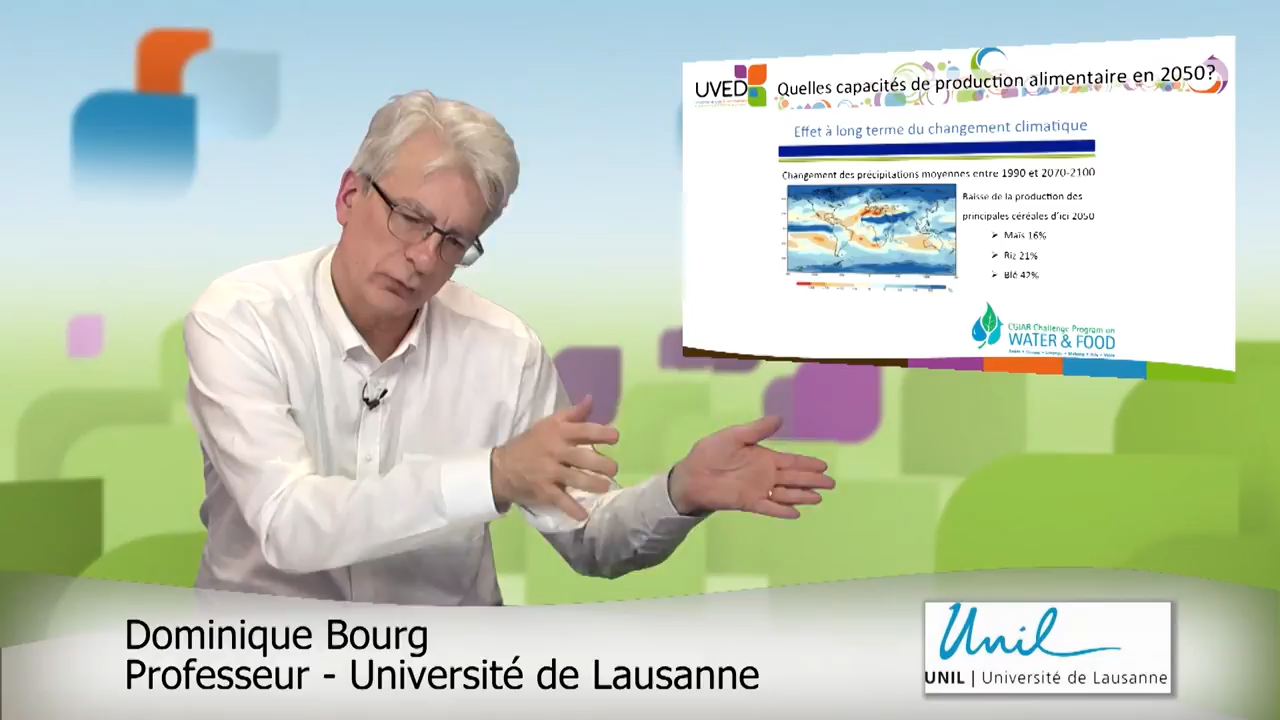 UVED
Quelles capacités de production alimentaire en 2050?
Effet à long terme du changement climatique
Changement des précipitations moyennes entre 1990 et 2070-2100
Baisse de la production des
principales céréales d'ici 2050
➢ Maïs 16%
➢ Riz 21%
➢ Blé 47%
CGIAR Challenge Program on
WATER & FOOD
Dominique Bourg
Professeur - Université de Lausanne
Unil
UNIL | Université de Lausanne